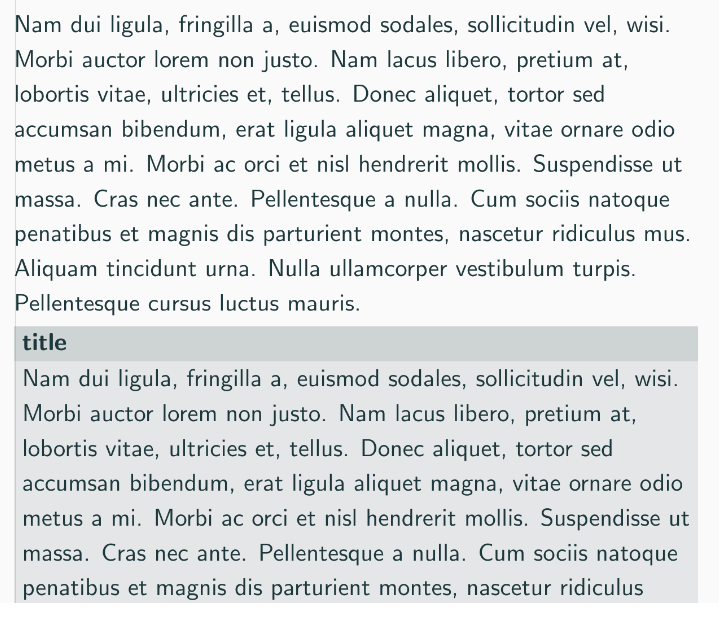 Nam dui ligula, fringilla a, euismod sodales, sollicitudin vel, wisi.
Morbi auctor lorem non justo. Nam lacus libero, pretium at,
lobortis vitae, ultricies et, tellus. Donec aliquet, tortor sed
accumsan bibendum, erat ligula aliquet magna, vitae ornare odio
metus a mi. Morbi ac orci et nisl hendrerit mollis. Suspendisse ut
massa. Cras nec ante. Pellentesque a nulla. Cum sociis natoque
penatibus et magnis dis parturient montes, nascetur ridiculus mus.
Aliquam tincidunt urna. Nulla ullamcorper vestibulum turpis.
Pellentesque cursus luctus mauris.
title
Nam dui ligula, fringilla a, euismod sodales, sollicitudin vel, wisi.
Morbi auctor lorem non justo. Nam lacus libero, pretium at,
lobortis vitae, ultricies et, tellus. Donec aliquet, tortor sed
accumsan bibendum, erat ligula aliquet magna, vitae ornare odio
metus a mi. Morbi ac orci et nisl hendrerit mollis. Suspendisse ut
massa. Cras nec ante. Pellentesque a nulla. Cum sociis natoque
penatibus et magnis dis parturient montes, nascetur ridiculus